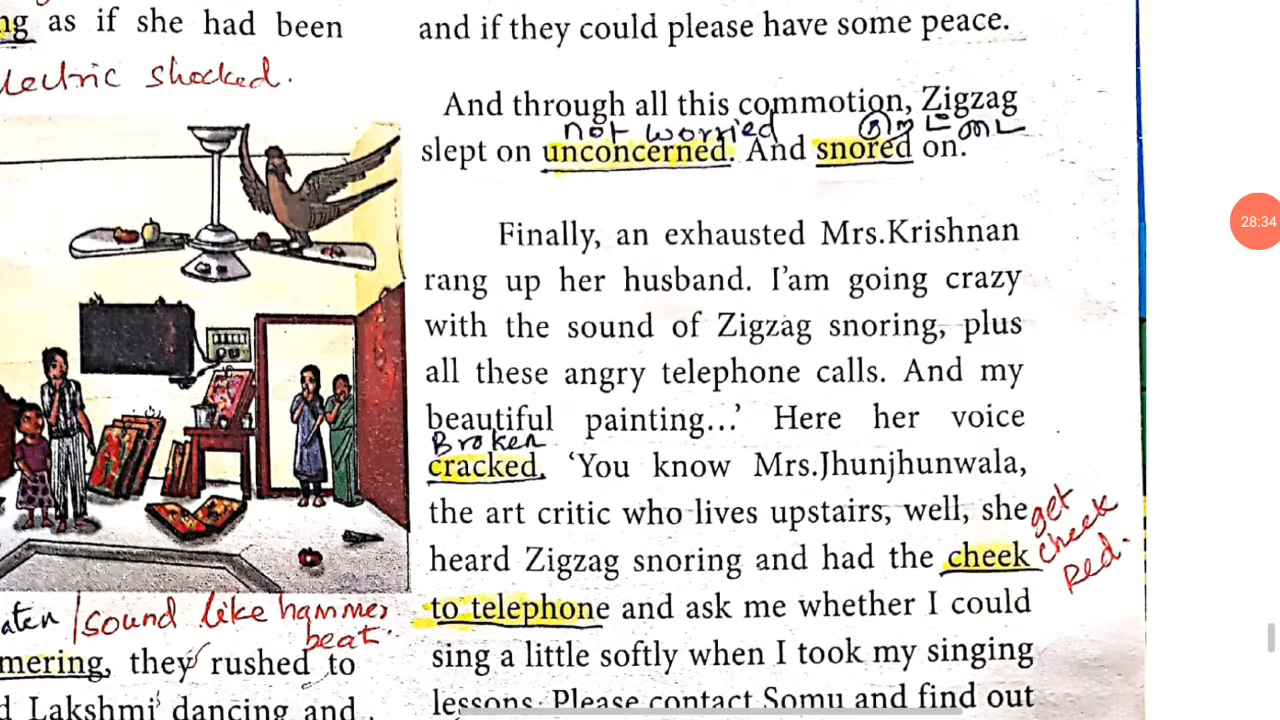 ng as if she had been
lectric shocked.
aten / sound like hammer
beat.
mering, they rushed to
d Lakshmi dancing and
and if they could please have some peace.
And through all this commotion, Zigzag
not worried குறட்டை
slept on unconcerned. And snored on.
Finally, an exhausted Mrs.Krishnan
rang up her husband. I'am going crazy
with the sound of Zigzag snoring, plus
all these angry telephone calls. And my
beautiful painting...' Here her voice
Broken
cracked. 'You know Mrs.Jhunjhunwala,
the art critic who lives upstairs, well, she
get
heard Zigzag snoring and had the cheek
cheek
red.
to telephone and ask me whether I could
sing a little softly when I took my singing
lessons. Please contact Somu and find out
28:34